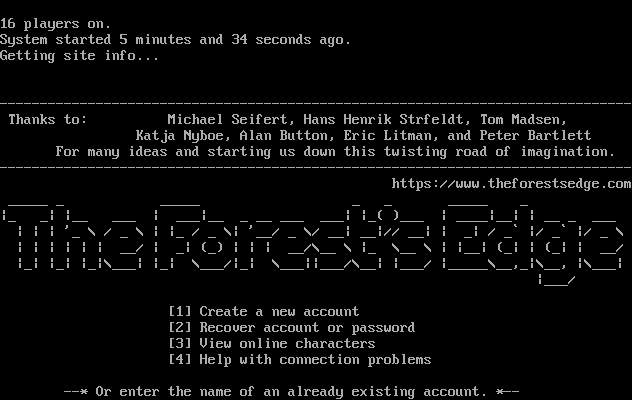 16 players on.
System started 5 minutes and 34 seconds ago.
Getting site info...
Thanks to: Michael Seifert, Hans Henrik Strfeldt, Tom Madsen,
Katja Nyboe, Alan Button, Eric Litman, and Peter Bartlett
For many ideas and starting us down this twisting road of imagination.
https://www.theforestsedge.com
The Forest's Edge
[1] Create a new account
[2] Recover account or password
[3] View online characters
[4] Help with connection problems
--* Or enter the name of an already existing account. *--